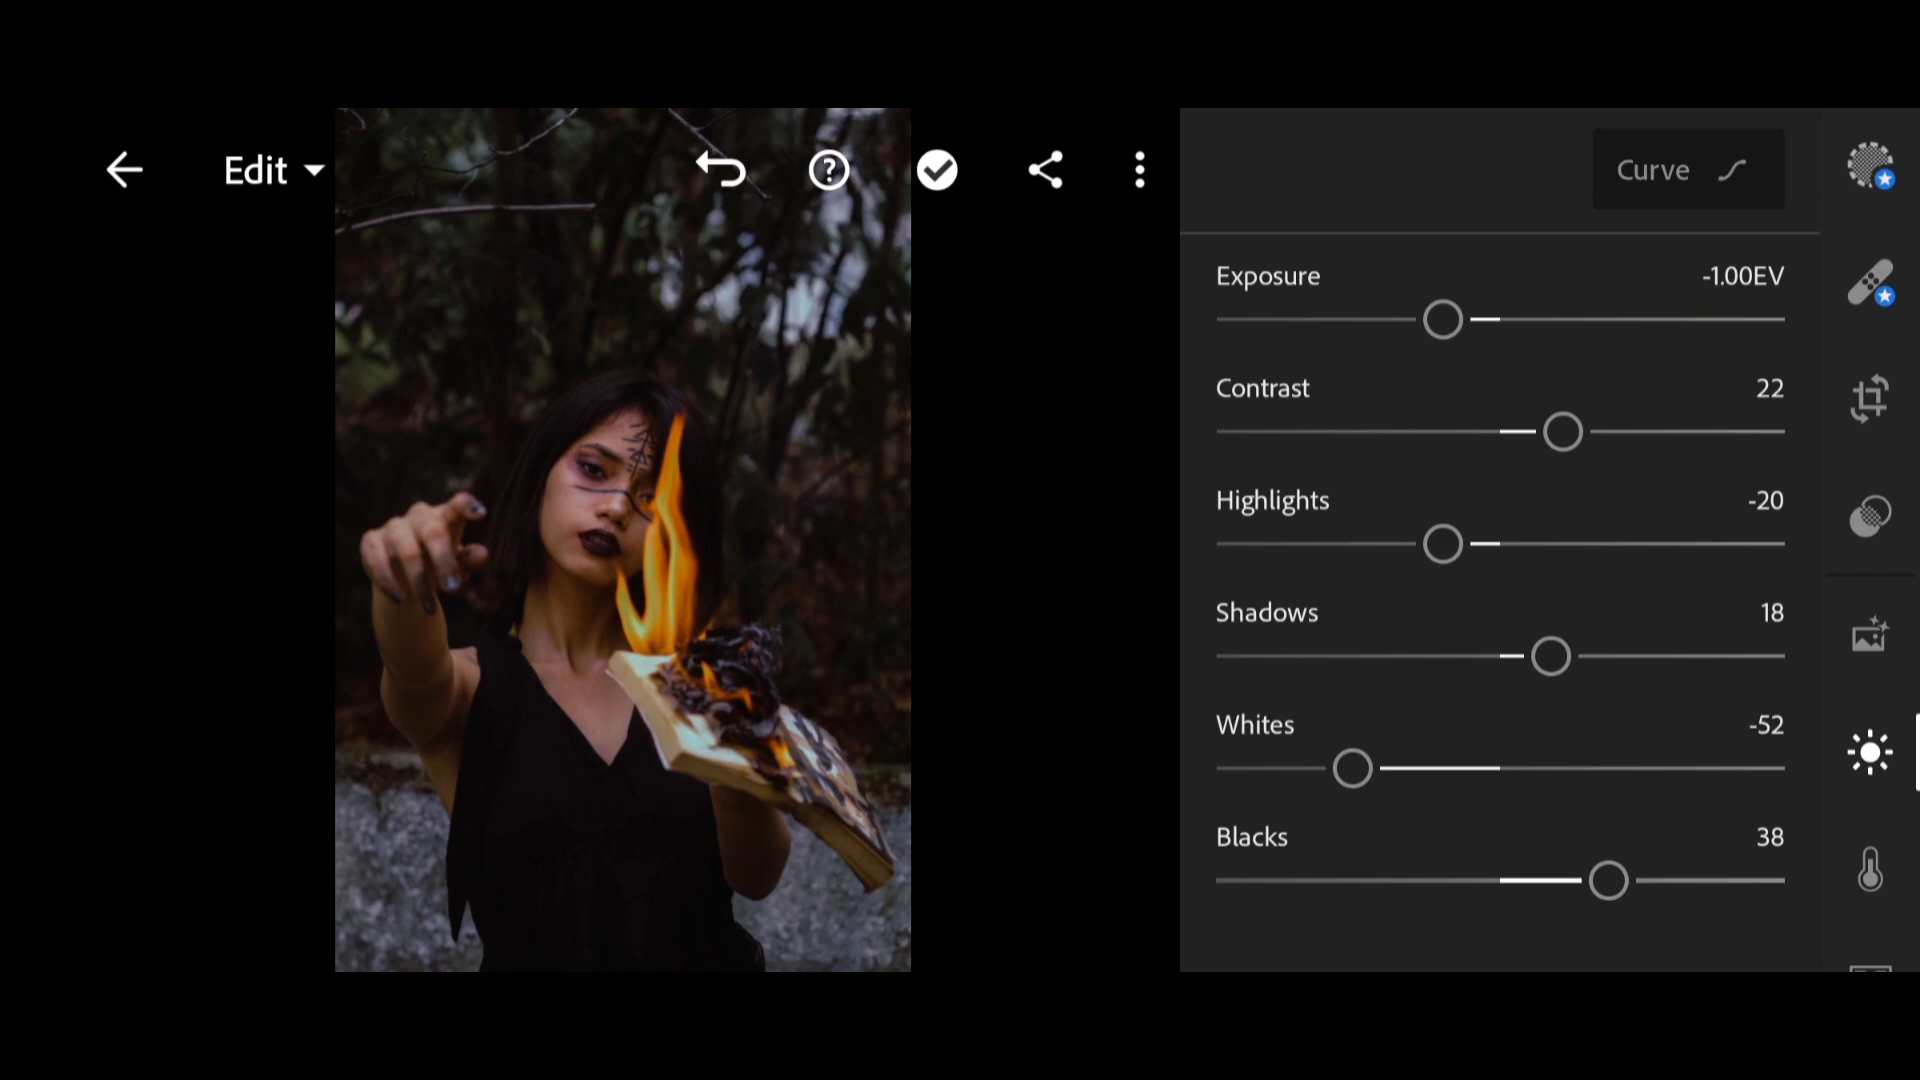 Edit
Curve
Exposure -1.00EV
Contrast 22
Highlights -20
Shadows 18
Whites -52
Blacks 38